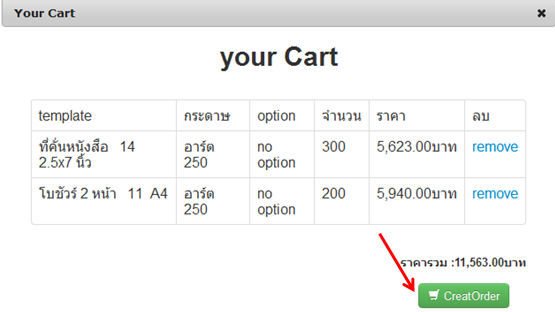 Your Cart
your Cart
template กระดาษ option จำนวน ราคา ลบ
ที่คั่นหนังสือ 14 อาร์ต no 300 5,623.00บาท remove
2.5x7 นิ้ว 250 option
โบชัวร์ 2 หน้า 11 A4 อาร์ต no 200 5,940.00บาท remove
250 option
ราคารวม :11,563.00บาท
CreatOrder